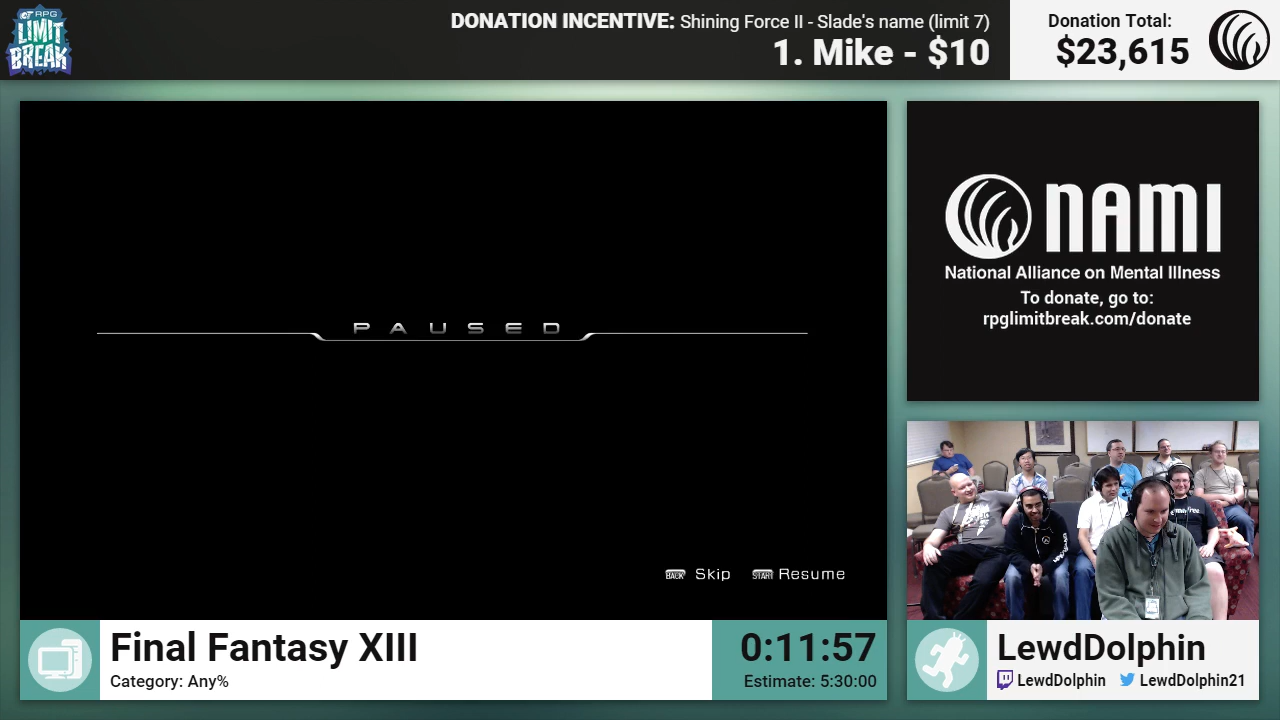 RPG
LIMIT
BREAK
DONATION INCENTIVE: Shining Force II - Slade's name (limit 7)
1. Mike - $10
Donation Total:
$23,615
PAUSED
BACK Skip START Resume
NAMI
National Alliance on Mental Illness
To donate, go to:
rpglimitbreak.com/donate
Final Fantasy XIII
Category: Any%
0:11:57
Estimate: 5:30:00
LewdDolphin
LewdDolphin LewdDolphin21